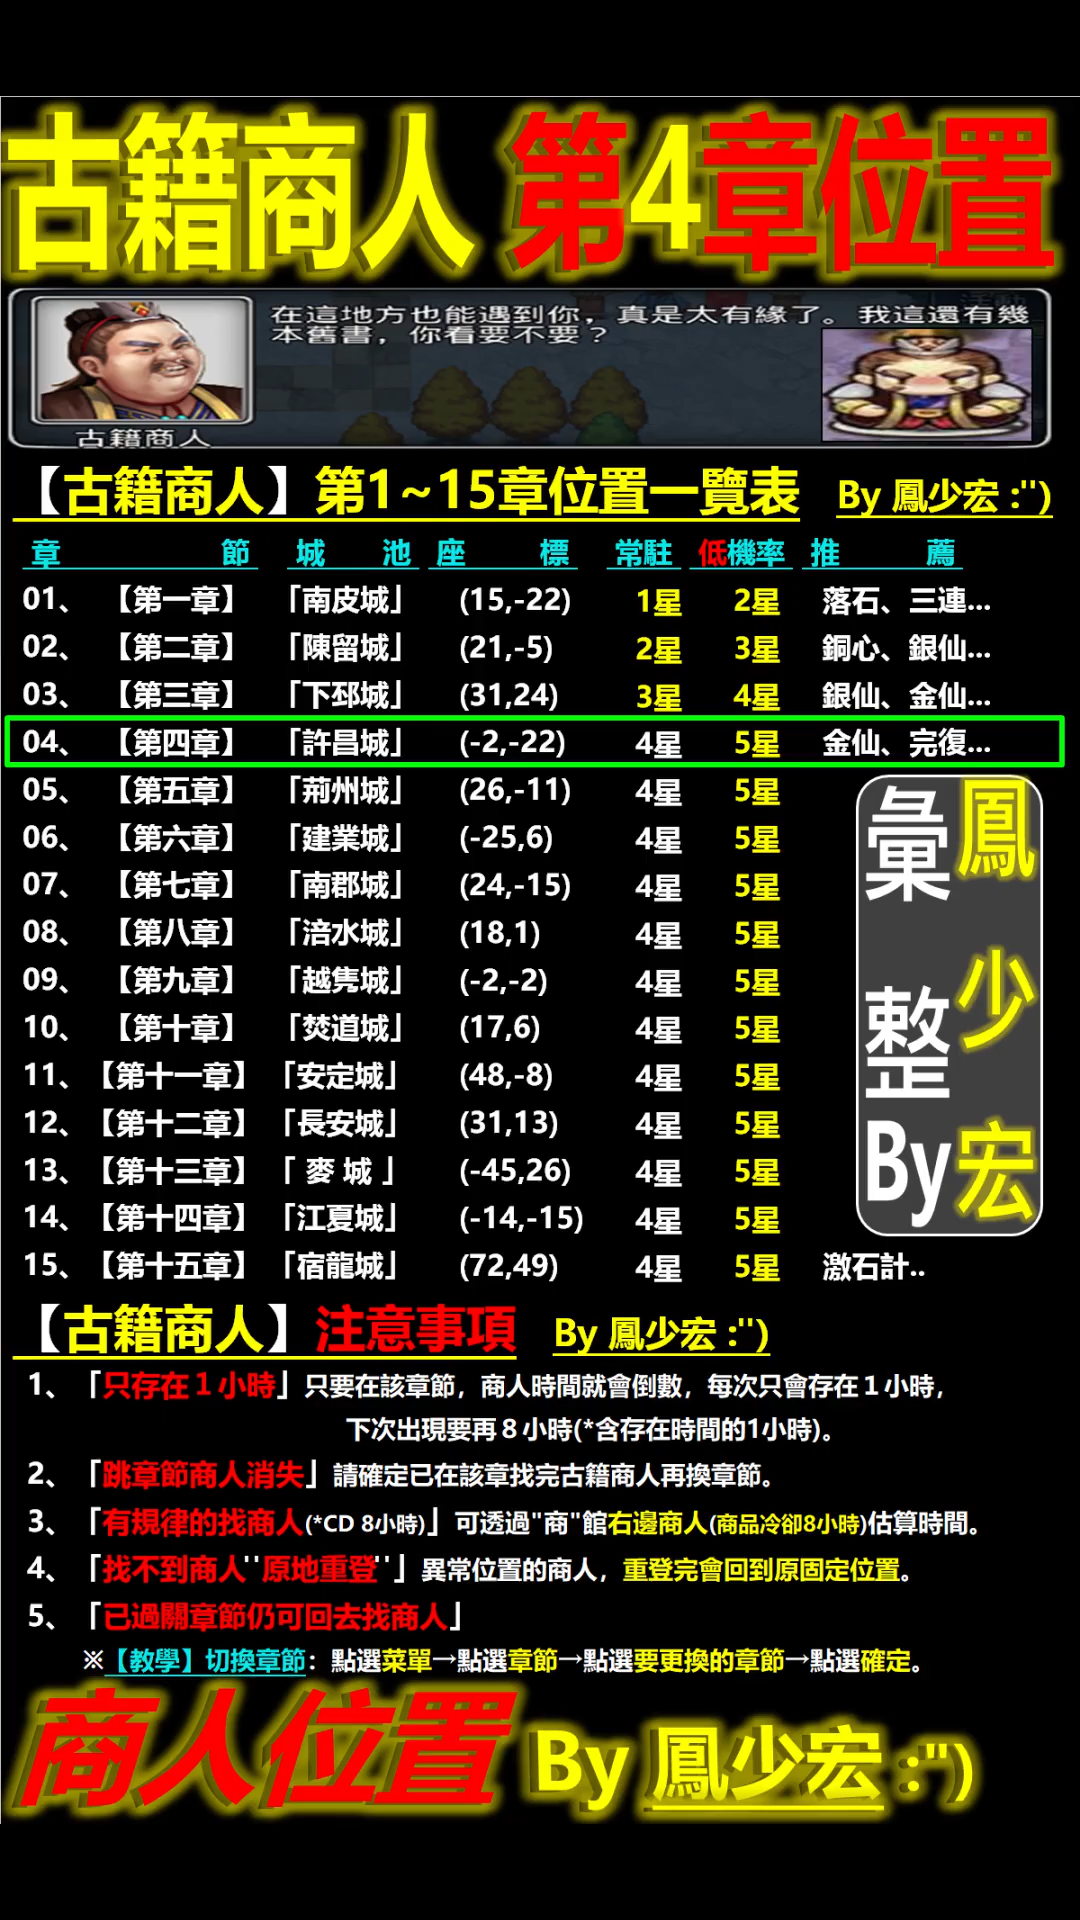 古籍商人 第4章位置
在這地方也能遇到你，真是太有緣了。我這還有幾
本舊書，你看要不要？
古籍商人
【古籍商人】第1~15章位置一覽表 By 鳳少宏 :")
章節 城池 座標 常駐 低機率 推薦
01、 【第一章】 「南皮城」 (15,-22) 1星 2星 落石、三連...
02、 【第二章】 「陳留城」 (21,-5) 2星 3星 銅心、銀仙...
03、 【第三章】 「下邳城」 (31,24) 3星 4星 銀仙、金仙...
04、 【第四章】 「許昌城」 (-2,-22) 4星 5星 金仙、完復...
05、 【第五章】 「荊州城」 (26,-11) 4星 5星
06、 【第六章】 「建業城」 (-25,6) 4星 5星
07、 【第七章】 「南郡城」 (24,-15) 4星 5星
08、 【第八章】 「涪水城」 (18,1) 4星 5星
09、 【第九章】 「越隽城」 (-2,-2) 4星 5星
10、 【第十章】 「焚道城」 (17,6) 4星 5星
11、 【第十一章】 「安定城」 (48,-8) 4星 5星
12、 【第十二章】 「長安城」 (31,13) 4星 5星
13、 【第十三章】 「 麥 城 」 (-45,26) 4星 5星
14、 【第十四章】 「江夏城」 (-14,-15) 4星 5星
15、 【第十五章】 「宿龍城」 (72,49) 4星 5星 激石計..
彙整By
鳳少宏
【古籍商人】注意事項 By 鳳少宏 :")
1、「只存在１小時」只要在該章節，商人時間就會倒數，每次只會存在１小時，
下次出現要再８小時(*含存在時間的1小時)。
2、「跳章節商人消失」請確定已在該章找完古籍商人再換章節。
3、「有規律的找商人(*CD 8小時)」可透過"商"館右邊商人(商品冷卻8小時)估算時間。
4、「找不到商人''原地重登''」異常位置的商人，重登完會回到原固定位置。
5、「已過關章節仍可回去找商人」
※【教學】切換章節：點選菜單→點選章節→點選要更換的章節→點選確定。
商人位置 By 鳳少宏 :")